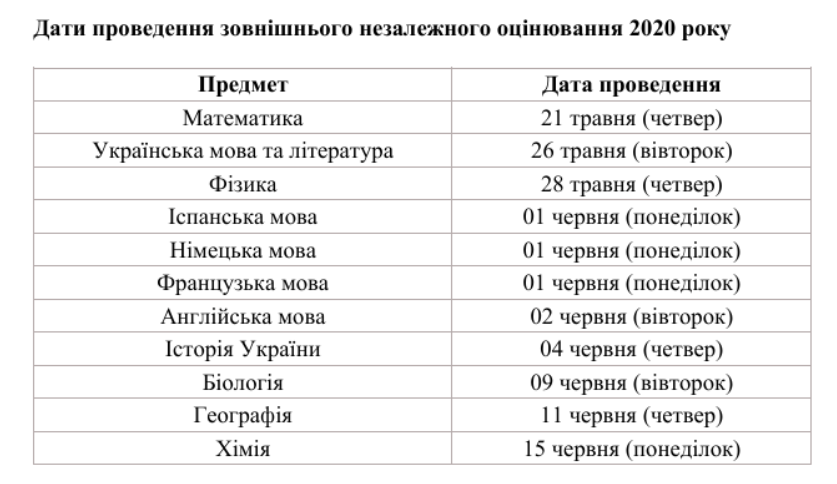 Дати проведення зовнішнього незалежного оцінювання 2020 року
Предмет Дата проведення
Математика 21 травня (четвер)
Українська мова та література 26 травня (вівторок)
Фізика 28 травня (четвер)
Іспанська мова 01 червня (понеділок)
Німецька мова 01 червня (понеділок)
Французька мова 01 червня (понеділок)
Англійська мова 02 червня (вівторок)
Історія України 04 червня (четвер)
Біологія 09 червня (вівторок)
Географія 11 червня (четвер)
Хімія 15 червня (понеділок)